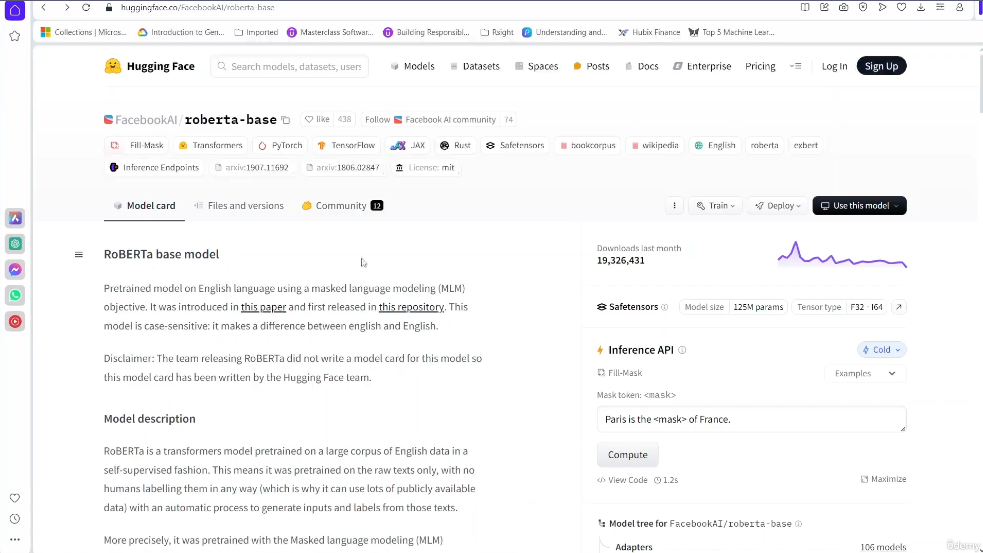 huggingface.co/FacebookAI/roberta-base
Collections (Micros...
Introduction to Gen...
Imported
Masterclass Softwar...
Building Responsibl...
Rsight
Understanding and...
Hubix Finance
Top 5 Machine Lear...
Hugging Face
Search models, datasets, users
Models
Datasets
Spaces
Posts
Docs
Enterprise
Pricing
Log In
Sign Up
FacebookAI/roberta-base
like 438
Follow Facebook AI community 74
Fill-Mask
Transformers
PyTorch
TensorFlow
JAX
Rust
Safetensors
bookcorpus
wikipedia
English
roberta
exbert
Inference Endpoints
arxiv:1907.11692
arxiv:1806.02847
License: mit
Model card
Files and versions
Community 12
Train
Deploy
Use this model
RoBERTa base model
Pretrained model on English language using a masked language modeling (MLM)
objective. It was introduced in this paper and first released in this repository. This
model is case-sensitive: it makes a difference between english and English.
Disclaimer: The team releasing RoBERTa did not write a model card for this model so
this model card has been written by the Hugging Face team.
Model description
RoBERTa is a transformers model pretrained on a large corpus of English data in a
self-supervised fashion. This means it was pretrained on the raw texts only, with no
humans labelling them in any way (which is why it can use lots of publicly available
data) with an automatic process to generate inputs and labels from those texts.
More precisely, it was pretrained with the Masked language modeling (MLM)
Downloads last month
19,326,431
Safetensors
Model size 125M params
Tensor type F32 · I64
Inference API
Cold
Fill-Mask
Examples
Mask token: <mask>
Paris is the <mask> of France.
Compute
View Code
1.2s
Maximize
Model tree for FacebookAI/roberta-base
Adapters
106 models
ûdemy